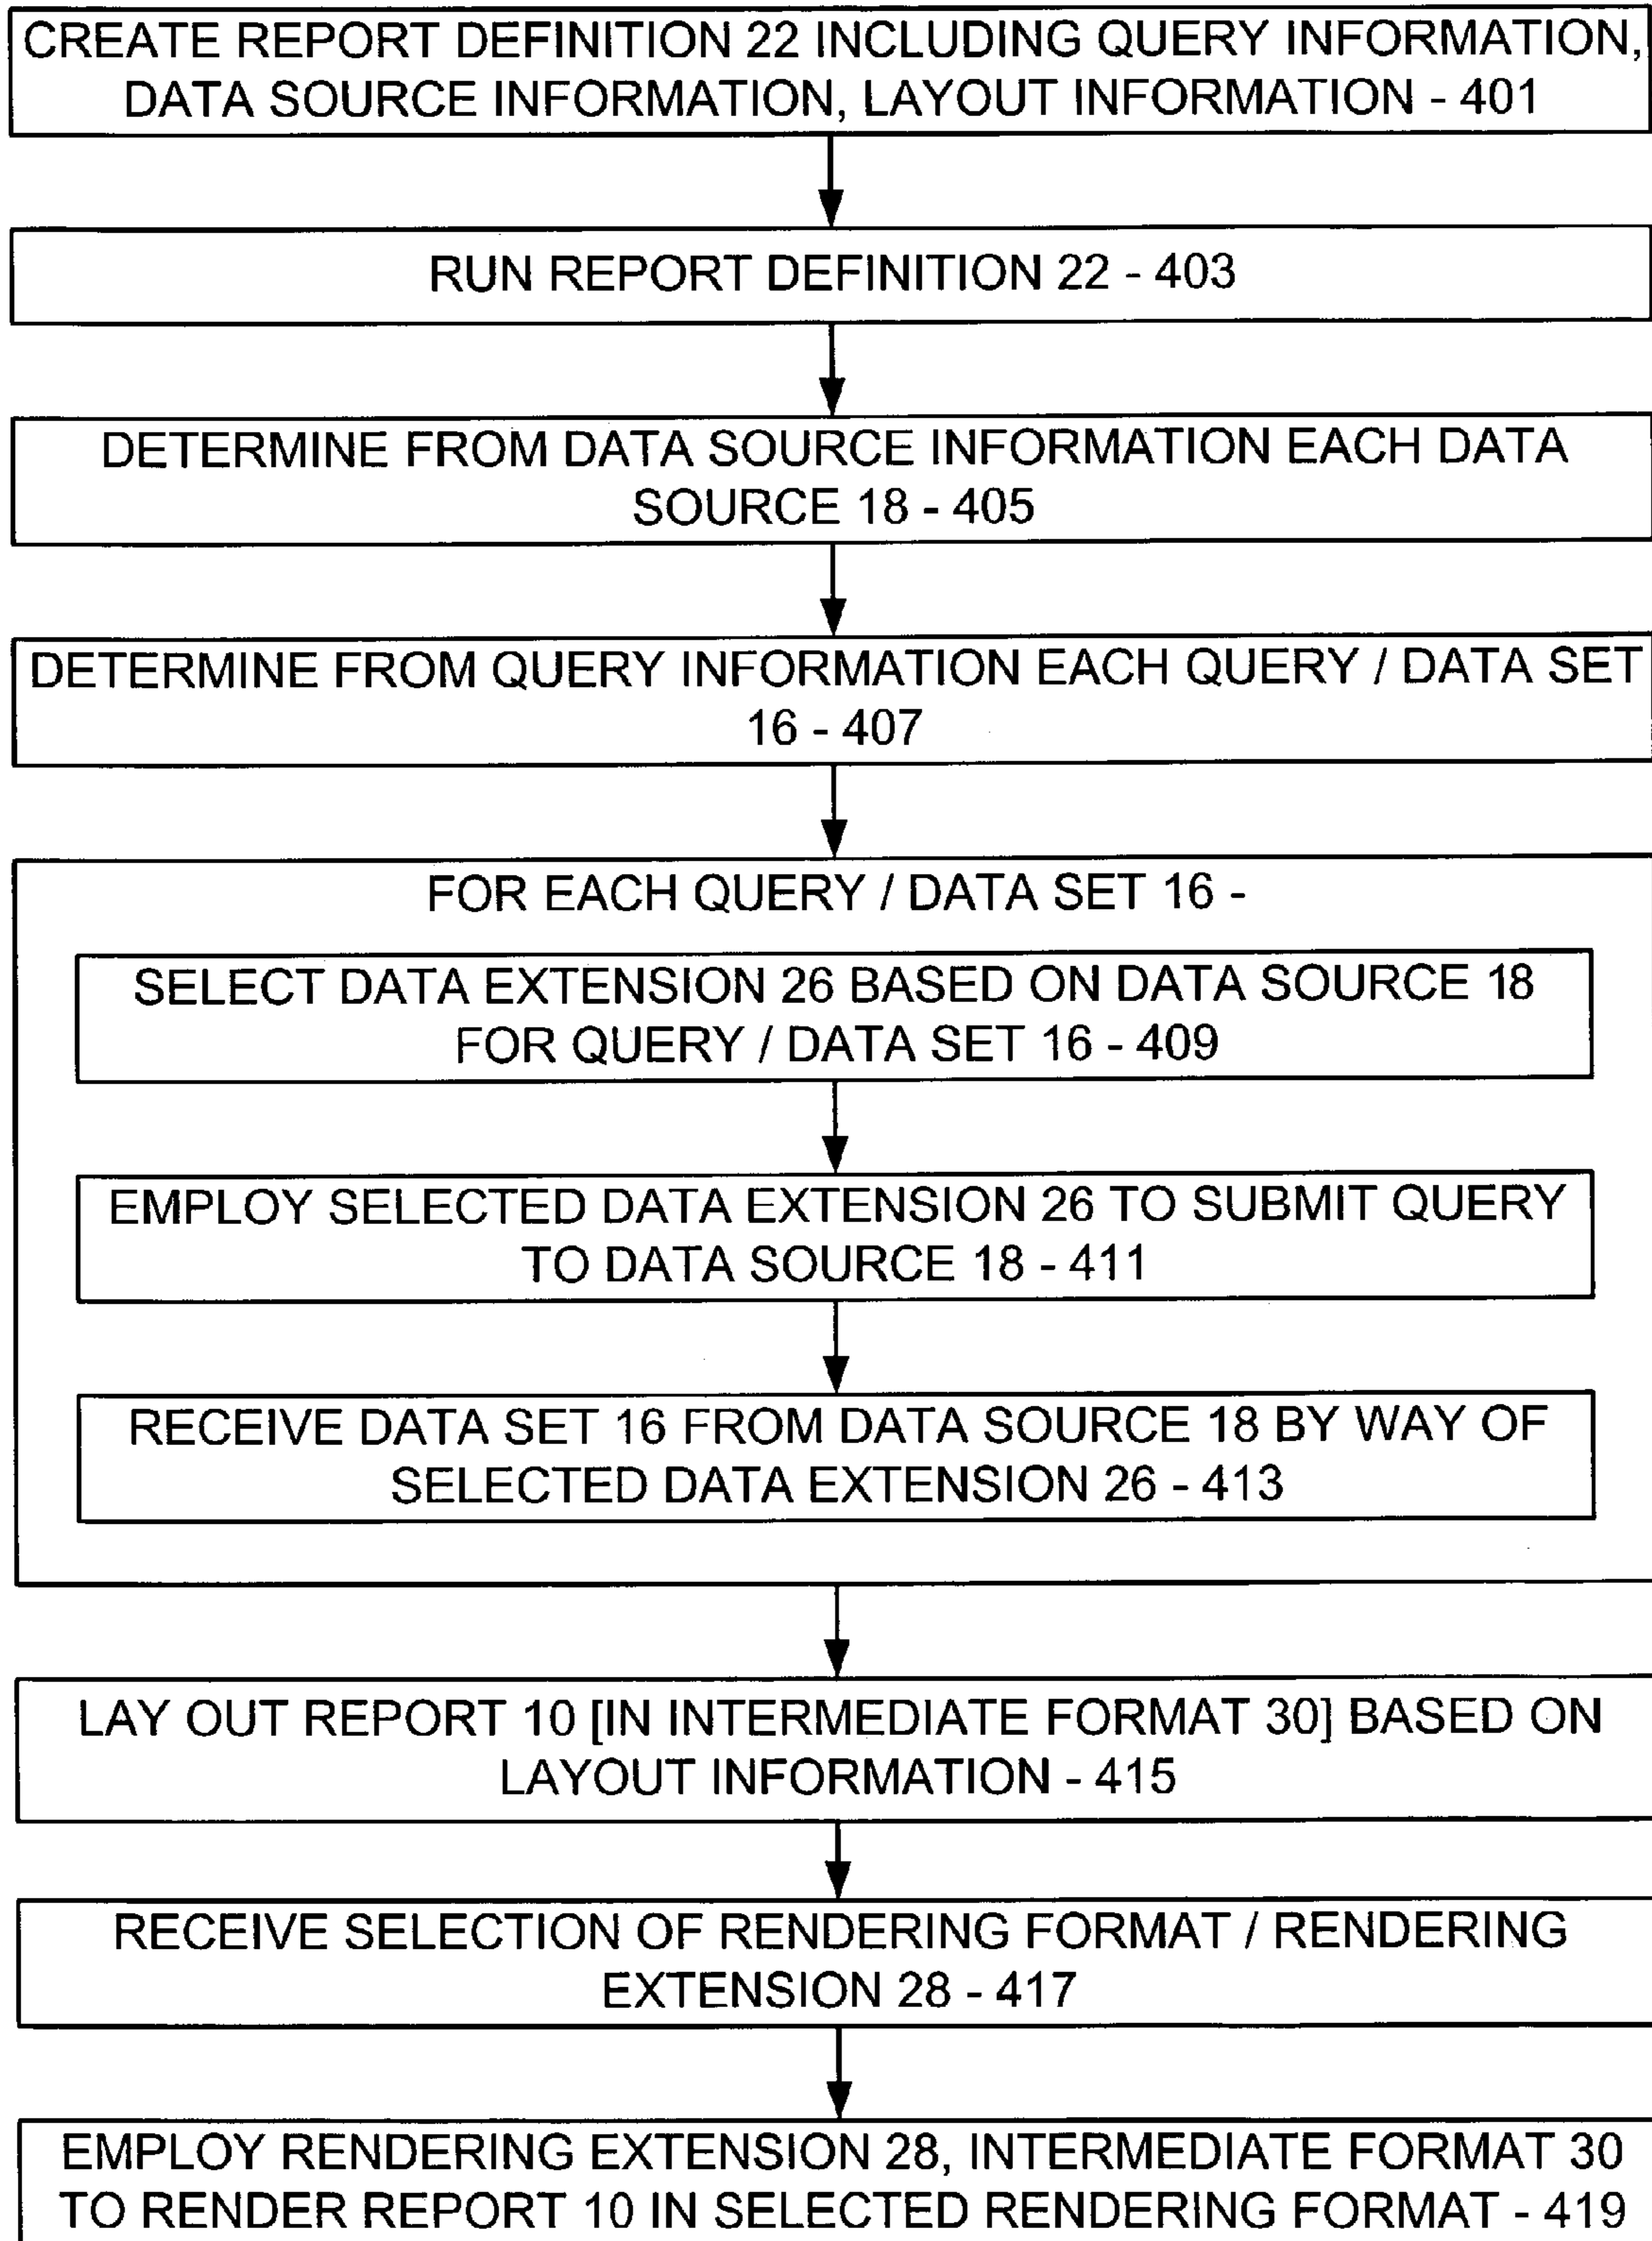 CREATE REPORT DEFINITION 22 INCLUDING QUERY INFORMATION,
DATA SOURCE INFORMATION, LAYOUT INFORMATION - 401
RUN REPORT DEFINITION 22 - 403
DETERMINE FROM DATA SOURCE INFORMATION EACH DATA
SOURCE 18 - 405
DETERMINE FROM QUERY INFORMATION EACH QUERY / DATA SET
16 - 407
FOR EACH QUERY / DATA SET 16 -
SELECT DATA EXTENSION 26 BASED ON DATA SOURCE 18
FOR QUERY / DATA SET 16 - 409
EMPLOY SELECTED DATA EXTENSION 26 TO SUBMIT QUERY
TO DATA SOURCE 18 - 411
RECEIVE DATA SET 16 FROM DATA SOURCE 18 BY WAY OF
SELECTED DATA EXTENSION 26 - 413
LAY OUT REPORT 10 [IN INTERMEDIATE FORMAT 30] BASED ON
LAYOUT INFORMATION - 415
RECEIVE SELECTION OF RENDERING FORMAT / RENDERING
EXTENSION 28 - 417
EMPLOY RENDERING EXTENSION 28, INTERMEDIATE FORMAT 30
TO RENDER REPORT 10 IN SELECTED RENDERING FORMAT - 419